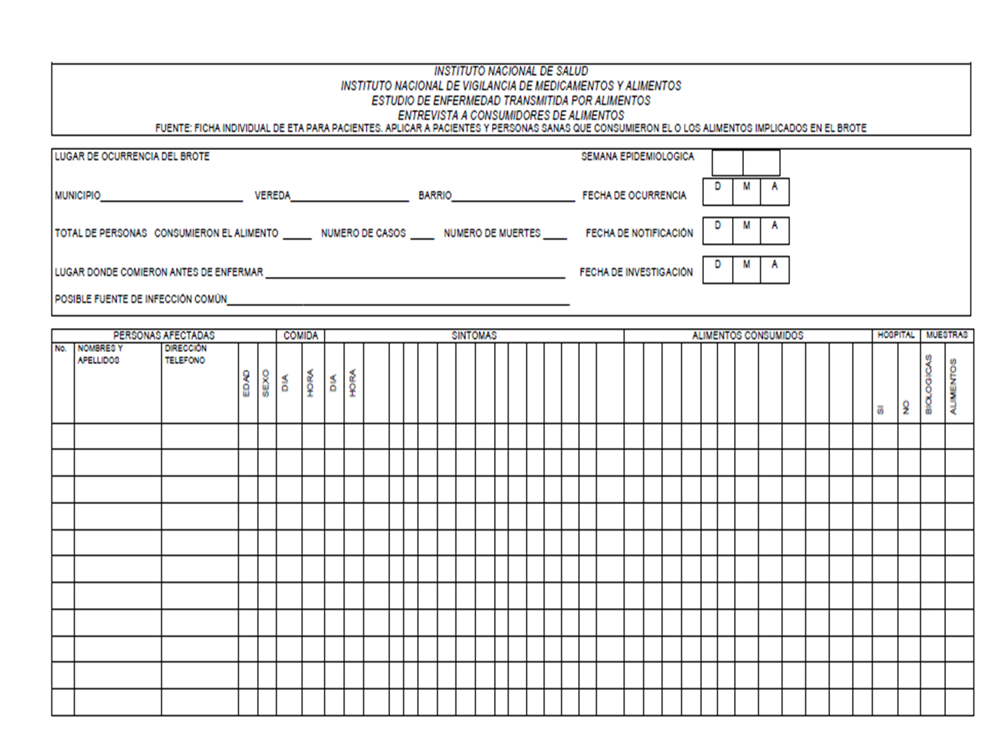 INSTITUTO NACIONAL DE SALUD
INSTITUTO NACIONAL DE VIGILANCIA DE MEDICAMENTOS Y ALIMENTOS
ESTUDIO DE ENFERMEDAD TRANSMITIDA POR ALIMENTOS
ENTREVISTA A CONSUMIDORES DE ALIMENTOS
FUENTE: FICHA INDIVIDUAL DE ETA PARA PACIENTES. APLICAR A PACIENTES Y PERSONAS SANAS QUE CONSUMIERON EL O LOS ALIMENTOS IMPLICADOS EN EL BROTE
LUGAR DE OCURRENCIA DEL BROTE SEMANA EPIDEMIOLOGICA
D M A
MUNICIPIO VEREDA BARRIO FECHA DE OCURRENCIA
D M A
TOTAL DE PERSONAS CONSUMIERON EL ALIMENTO NUMERO DE CASOS NUMERO DE MUERTES FECHA DE NOTIFICACIÓN
D M A
LUGAR DONDE COMIERON ANTES DE ENFERMAR FECHA DE INVESTIGACIÓN
POSIBLE FUENTE DE INFECCIÓN COMÚN
PERSONAS AFECTADAS COMIDA SINTOMAS ALIMENTOS CONSUMIDOS HOSPITAL MUESTRAS
No. NOMBRES Y DIRECCIÓN
APELLIDOS TELEFONO
EDAD SEXO DIA HORA DIA HORA SI NO BIOLOGICAS ALIMENTOS